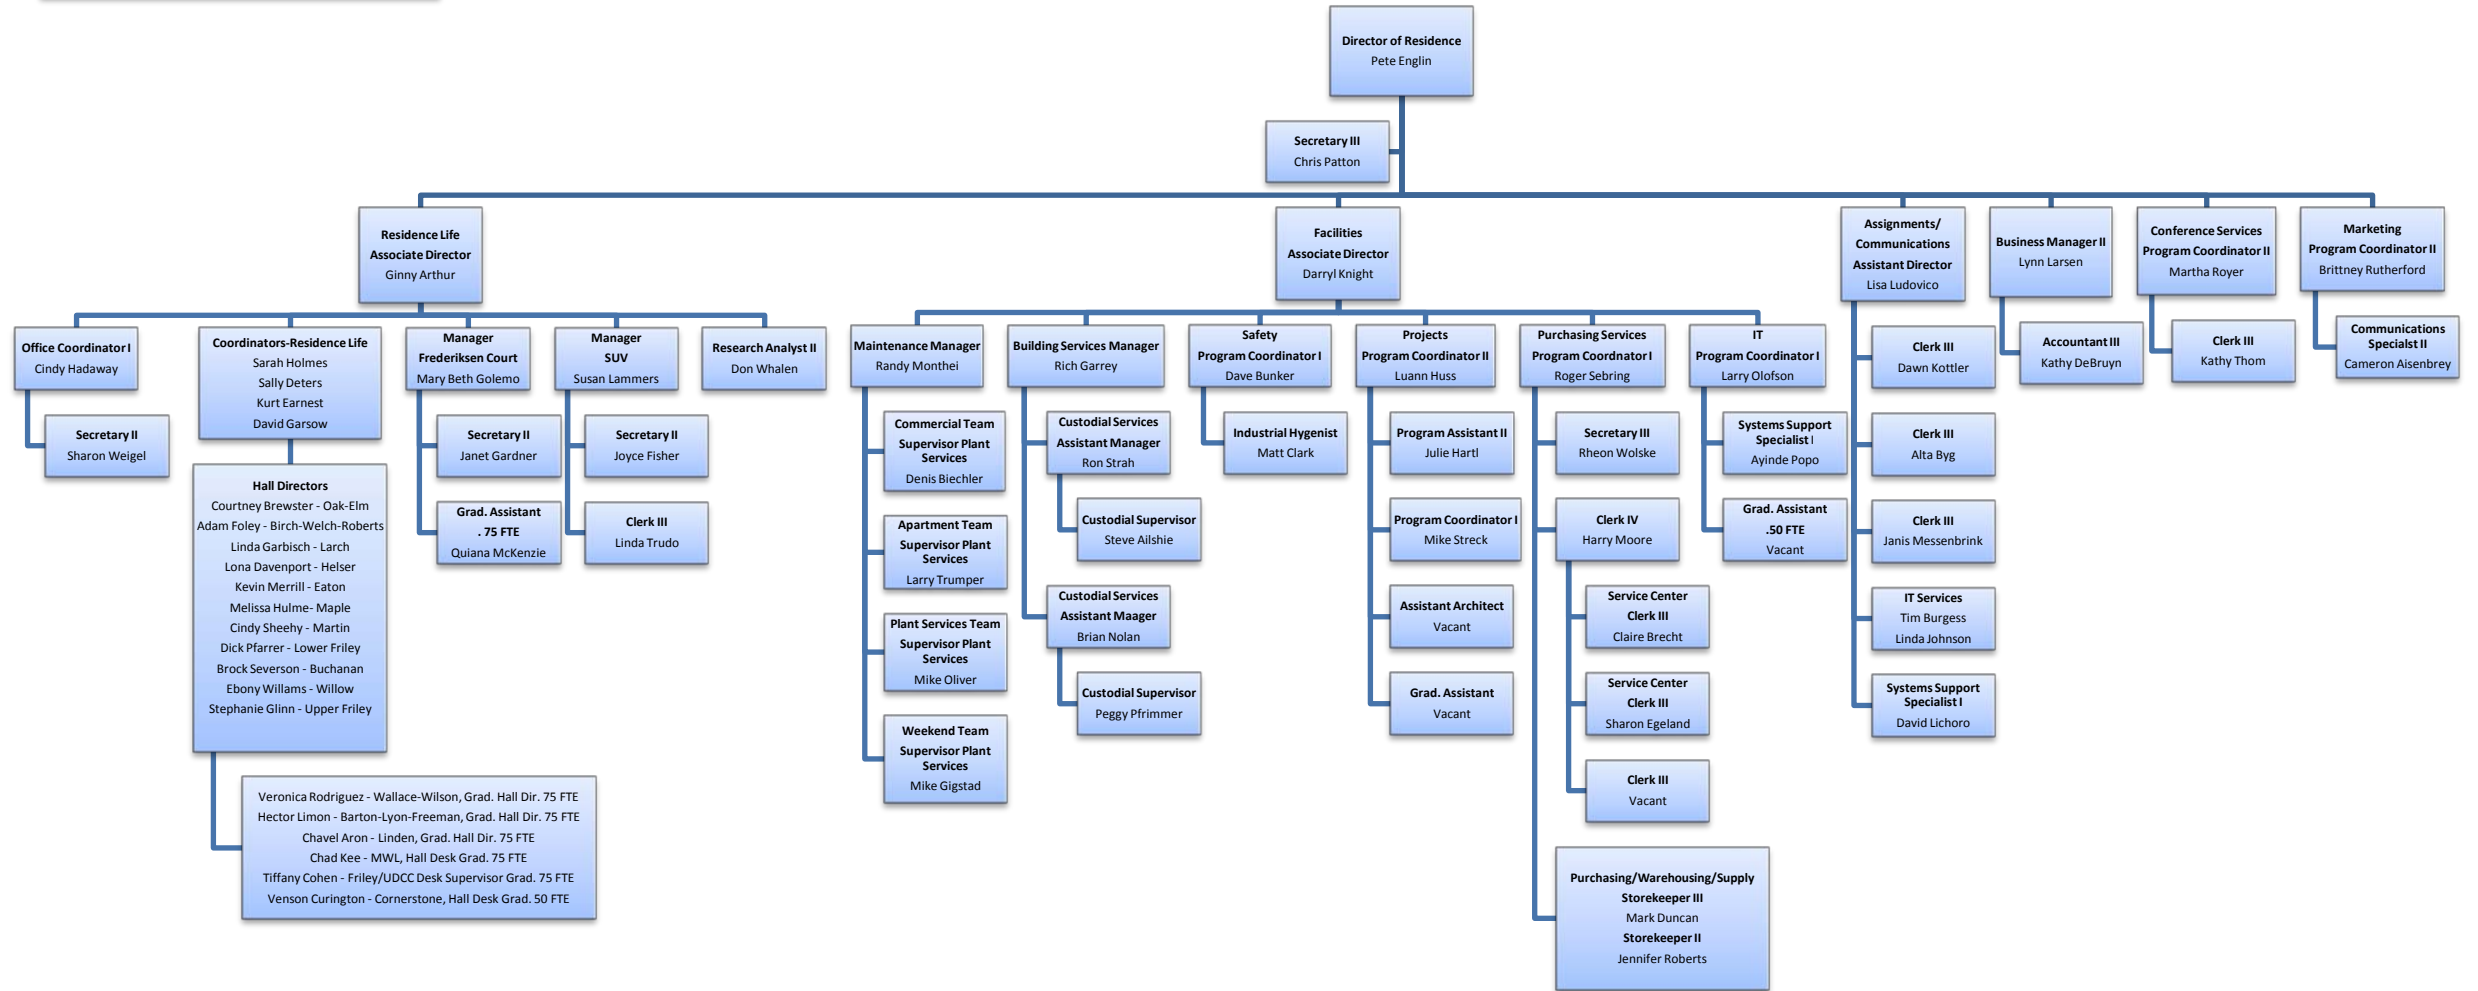 Director of Residence
Pete Englin
Secretary III
Chris Patton
Residence Life
Associate Director
Ginny Arthur
Facilities
Associate Director
Darryl Knight
Assignments/
Communications
Assistant Director
Lisa Ludovico
Business Manager II
Lynn Larsen
Conference Services
Program Coordinator II
Martha Royer
Marketing
Program Coordinator II
Brittney Rutherford
Office Coordinator I
Cindy Hadaway
Secretary II
Sharon Weigel
Coordinators-Residence Life
Sarah Holmes
Sally Deters
Kurt Earnest
David Garsow
Hall Directors
Courtney Brewster - Oak-Elm
Adam Foley - Birch-Welch-Roberts
Linda Garbisch - Larch
Lona Davenport - Helser
Kevin Merrill - Eaton
Melissa Hulme- Maple
Cindy Sheehy - Martin
Dick Pfarrer - Lower Friley
Brock Severson - Buchanan
Ebony Willams - Willow
Stephanie Glinn - Upper Friley
Veronica Rodriguez - Wallace-Wilson, Grad. Hall Dir. 75 FTE
Hector Limon - Barton-Lyon-Freeman, Grad. Hall Dir. 75 FTE
Chavel Aron - Linden, Grad. Hall Dir. 75 FTE
Chad Kee - MWL, Hall Desk Grad. 75 FTE
Tiffany Cohen - Friley/UDCC Desk Supervisor Grad. 75 FTE
Venson Curington - Cornerstone, Hall Desk Grad. 50 FTE
Manager
Frederiksen Court
Mary Beth Golemo
Secretary II
Janet Gardner
Grad. Assistant
. 75 FTE
Quiana McKenzie
Manager
SUV
Susan Lammers
Secretary II
Joyce Fisher
Clerk III
Linda Trudo
Research Analyst II
Don Whalen
Maintenance Manager
Randy Monthei
Commercial Team
Supervisor Plant
Services
Denis Biechler
Apartment Team
Supervisor Plant
Services
Larry Trumper
Plant Services Team
Supervisor Plant
Services
Mike Oliver
Weekend Team
Supervisor Plant
Services
Mike Gigstad
Building Services Manager
Rich Garrey
Custodial Services
Assistant Manager
Ron Strah
Custodial Supervisor
Steve Ailshie
Custodial Services
Assistant Maager
Brian Nolan
Custodial Supervisor
Peggy Pfrimmer
Safety
Program Coordinator I
Dave Bunker
Industrial Hygenist
Matt Clark
Projects
Program Coordinator II
Luann Huss
Program Assistant II
Julie Hartl
Program Coordinator I
Mike Streck
Assistant Architect
Vacant
Grad. Assistant
Vacant
Purchasing Services
Program Coordnator I
Roger Sebring
Secretary III
Rheon Wolske
Clerk IV
Harry Moore
Service Center
Clerk III
Claire Brecht
Service Center
Clerk III
Sharon Egeland
Clerk III
Vacant
Purchasing/Warehousing/Supply
Storekeeper III
Mark Duncan
Storekeeper II
Jennifer Roberts
IT
Program Coordinator I
Larry Olofson
Systems Support
Specialist I
Ayinde Popo
Grad. Assistant
.50 FTE
Vacant
Clerk III
Dawn Kottler
Clerk III
Alta Byg
Clerk III
Janis Messenbrink
IT Services
Tim Burgess
Linda Johnson
Systems Support
Specialist I
David Lichoro
Accountant III
Kathy DeBruyn
Clerk III
Kathy Thom
Communications
Specialst II
Cameron Aisenbrey